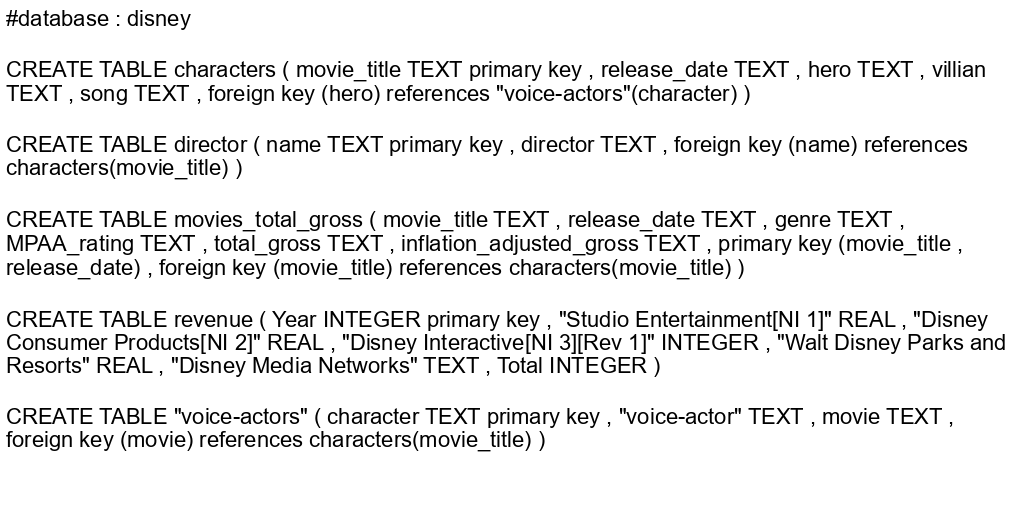 #database : disney
CREATE TABLE characters ( movie_title TEXT primary key , release_date TEXT , hero TEXT , villian
TEXT , song TEXT , foreign key (hero) references "voice-actors"(character) )
CREATE TABLE director ( name TEXT primary key , director TEXT , foreign key (name) references
characters(movie_title) )
CREATE TABLE movies_total_gross ( movie_title TEXT , release_date TEXT , genre TEXT ,
MPAA_rating TEXT , total_gross TEXT , inflation_adjusted_gross TEXT , primary key (movie_title ,
release_date) , foreign key (movie_title) references characters(movie_title) )
CREATE TABLE revenue ( Year INTEGER primary key , "Studio Entertainment[NI 1]" REAL , "Disney
Consumer Products[NI 2]" REAL , "Disney Interactive[NI 3][Rev 1]" INTEGER , "Walt Disney Parks and
Resorts" REAL , "Disney Media Networks" TEXT , Total INTEGER )
CREATE TABLE "voice-actors" ( character TEXT primary key , "voice-actor" TEXT , movie TEXT ,
foreign key (movie) references characters(movie_title) )